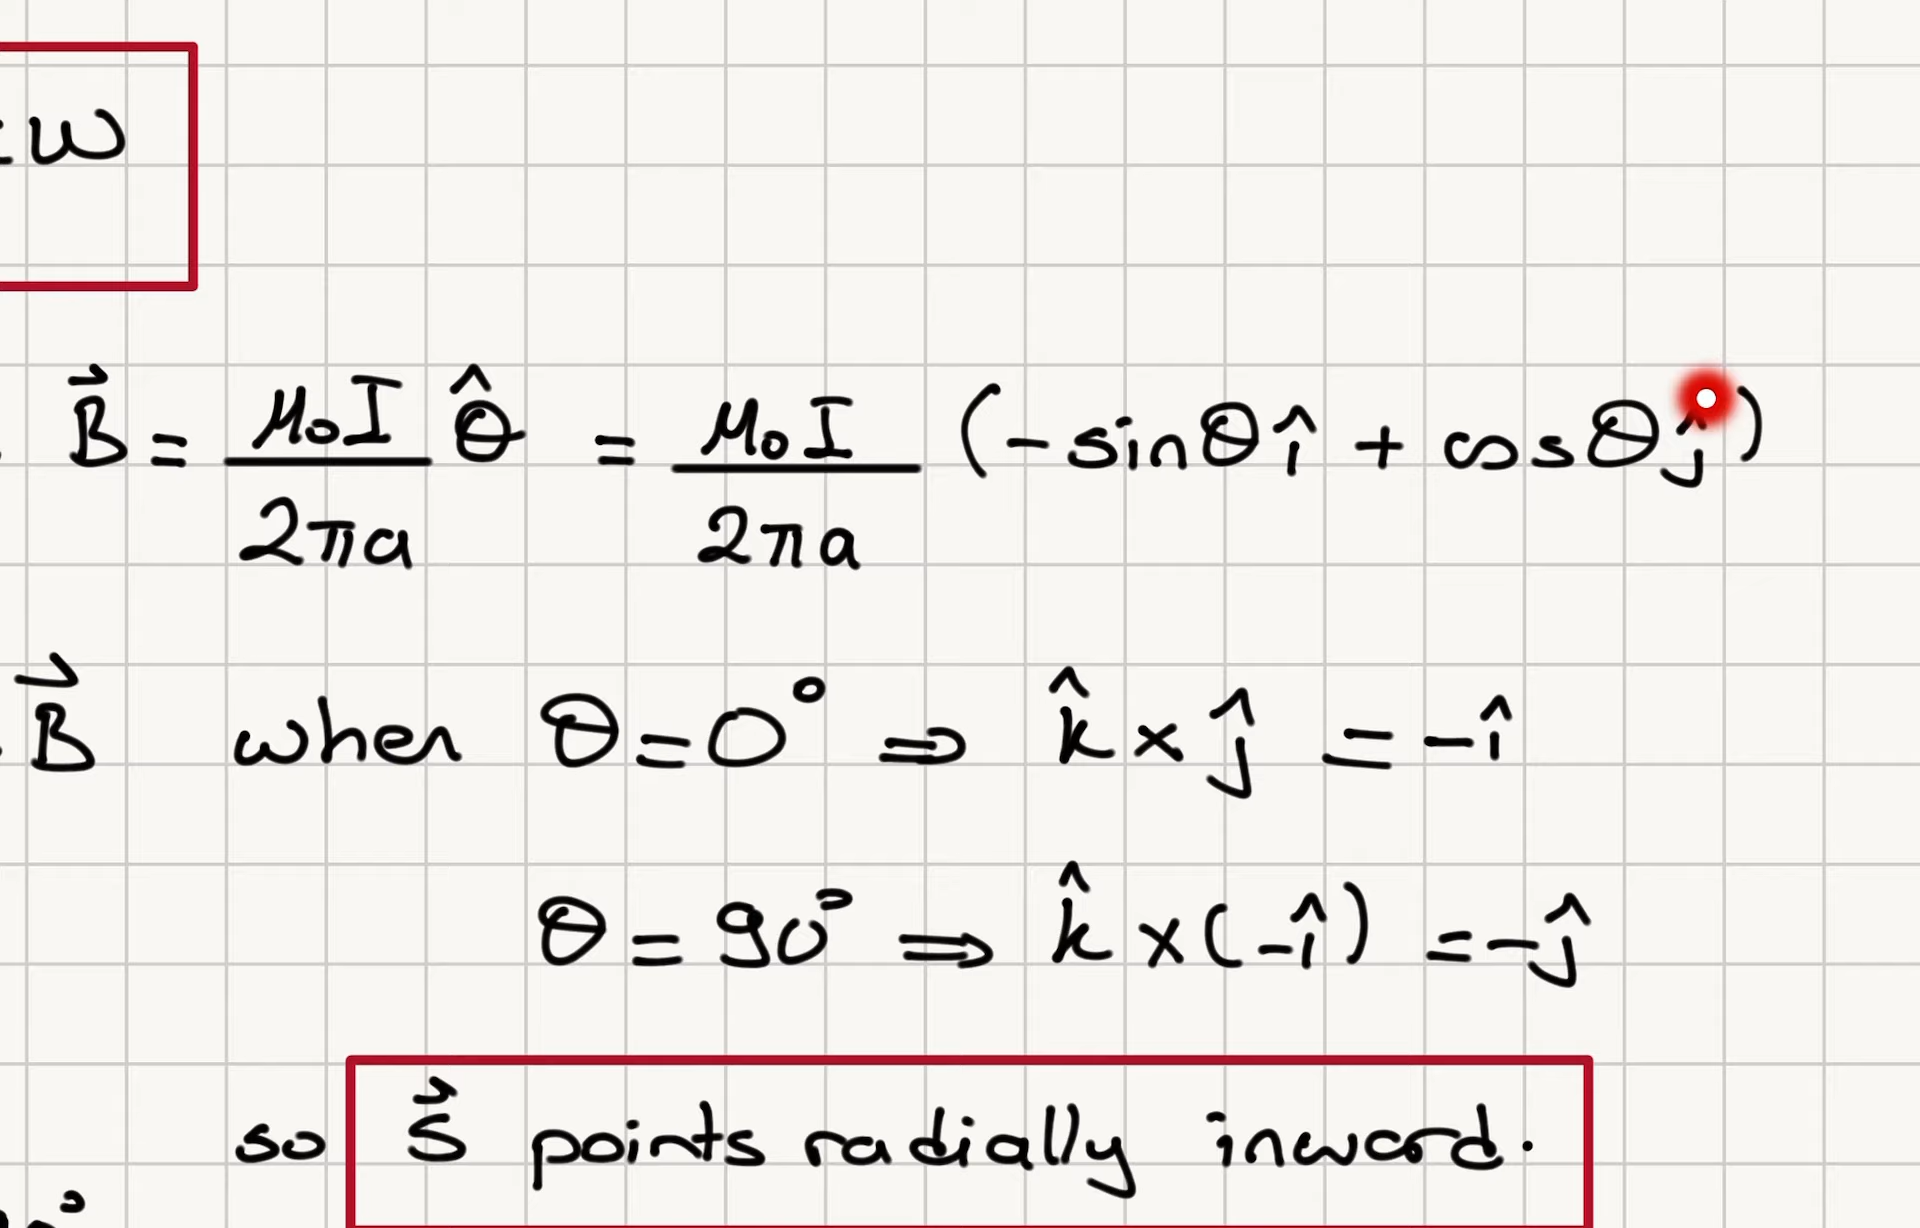 W
B⃗ = μ₀I/2πa θ̂ = μ₀I/2πa (-sinθ î + cosθ ĵ)
B⃗ when θ=0° ⇒ k̂ × ĵ = -î
θ=90° ⇒ k̂ × (-î) = -ĵ
so S⃗ points radially inward.